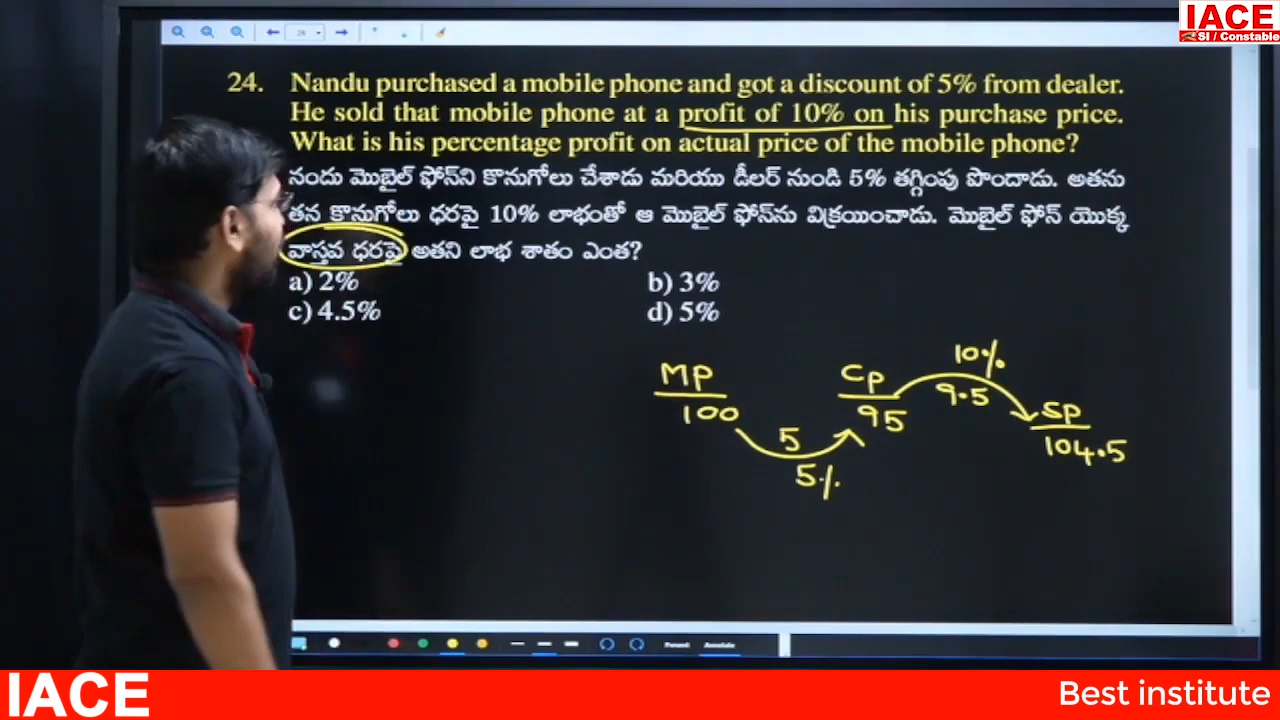 IACE
SI / Constable
24. Nandu purchased a mobile phone and got a discount of 5% from dealer.
He sold that mobile phone at a profit of 10% on his purchase price.
What is his percentage profit on actual price of the mobile phone?
నందు మొబైల్ ఫోన్‌ని కొనుగోలు చేశాడు మరియు డీలర్ నుండి 5% తగ్గింపు పొందాడు. అతను
తన కొనుగోలు ధరపై 10% లాభంతో ఆ మొబైల్ ఫోన్‌ను విక్రయించాడు. మొబైల్ ఫోన్ యొక్క
వాస్తవ ధరపై అతని లాభ శాతం ఎంత?
a) 2% b) 3%
c) 4.5% d) 5%
10%
MP CP 9.5 SP
100 95 104.5
5
5%
Present Annotate
IACE Best institute